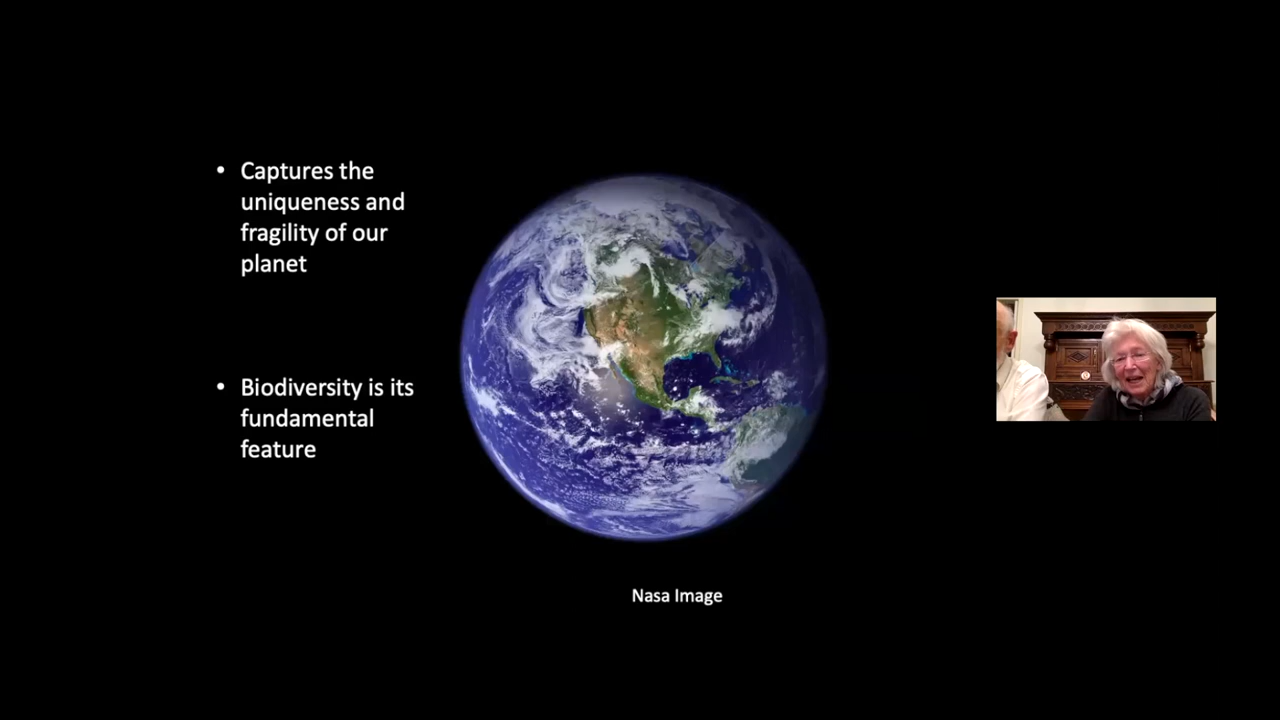 • Captures the
uniqueness and
fragility of our
planet
• Biodiversity is its
fundamental
feature
Nasa Image